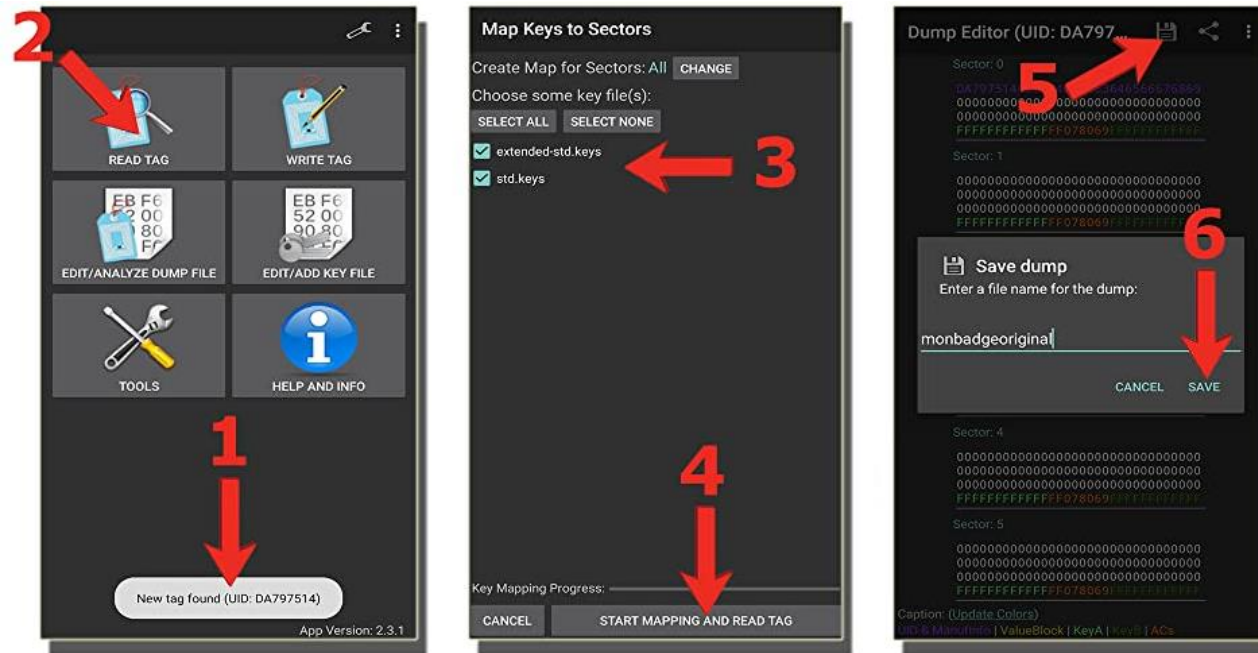 2
READ TAG
WRITE TAG
EB F6
52 00
90 80
EB F6
52 00
90 80
EDIT/ANALYZE DUMP FILE
EDIT/ADD KEY FILE
TOOLS
HELP AND INFO
1
New tag found (UID: DA797514)
App Version: 2.3.1
Map Keys to Sectors
Create Map for Sectors: All CHANGE
Choose some key file(s):
SELECT ALL SELECT NONE
extended-std.keys
std.keys
3
4
Key Mapping Progress:
CANCEL START MAPPING AND READ TAG
Dump Editor (UID: DA797...
5
Sector: 0
00000000000000000000000000000000
00000000000000000000000000000000
FFFFFFFFFFFFFF078069FFFFFFFFFFFF
Sector: 1
00000000000000000000000000000000
00000000000000000000000000000000
00000000000000000000000000000000
FFFFFFFFFFFFFF078069FFFFFFFFFFFF
6
Save dump
Enter a file name for the dump:
monbadgeoriginal
CANCEL SAVE
Sector: 4
00000000000000000000000000000000
00000000000000000000000000000000
00000000000000000000000000000000
FFFFFFFFFFFFFF078069FFFFFFFFFFFF
Sector: 5
00000000000000000000000000000000
00000000000000000000000000000000
00000000000000000000000000000000
FFFFFFFFFFFFFF078069FFFFFFFFFFFF
Caption: (Update Colors)
UID & ManufInfo | ValueBlock | KeyA | KeyB | ACs